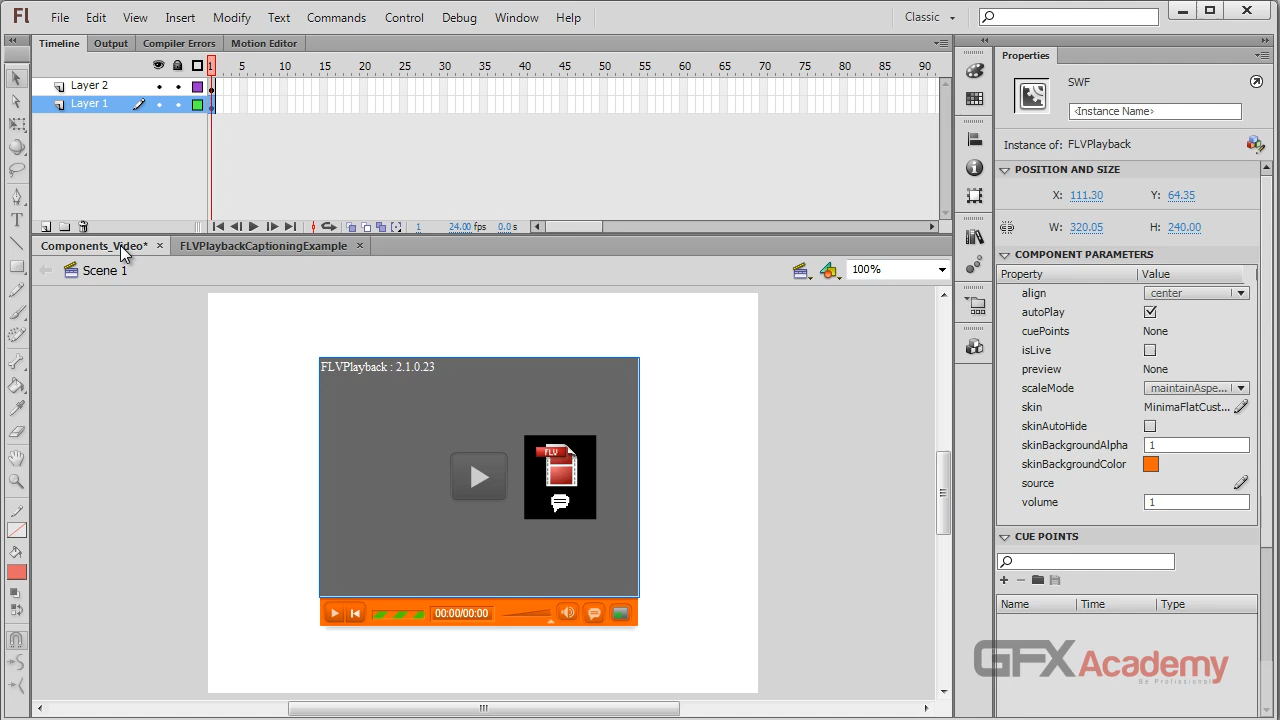 Fl File Edit View Insert Modify Text Commands Control Debug Window Help Classic
Timeline Output Compiler Errors Motion Editor
1 5 10 15 20 25 30 35 40 45 50 55 60 65 70 75 80 85 90
Layer 2
Layer 1
1 24.00 fps 0.0 s
Components_Video* × FLVPlaybackCaptioningExample ×
Scene 1 100%
FLVPlayback : 2.1.0.23
FLV
00:00/00:00
Properties
SWF
<Instance Name>
Instance of: FLVPlayback
POSITION AND SIZE
X: 111.30 Y: 64.35
W: 320.05 H: 240.00
COMPONENT PARAMETERS
Property Value
align center
autoPlay
cuePoints None
isLive
preview None
scaleMode maintainAspe...
skin MinimaFlatCust...
skinAutoHide
skinBackgroundAlpha 1
skinBackgroundColor
source
volume 1
CUE POINTS
Name Time Type
GFXAcademy
Be Professional